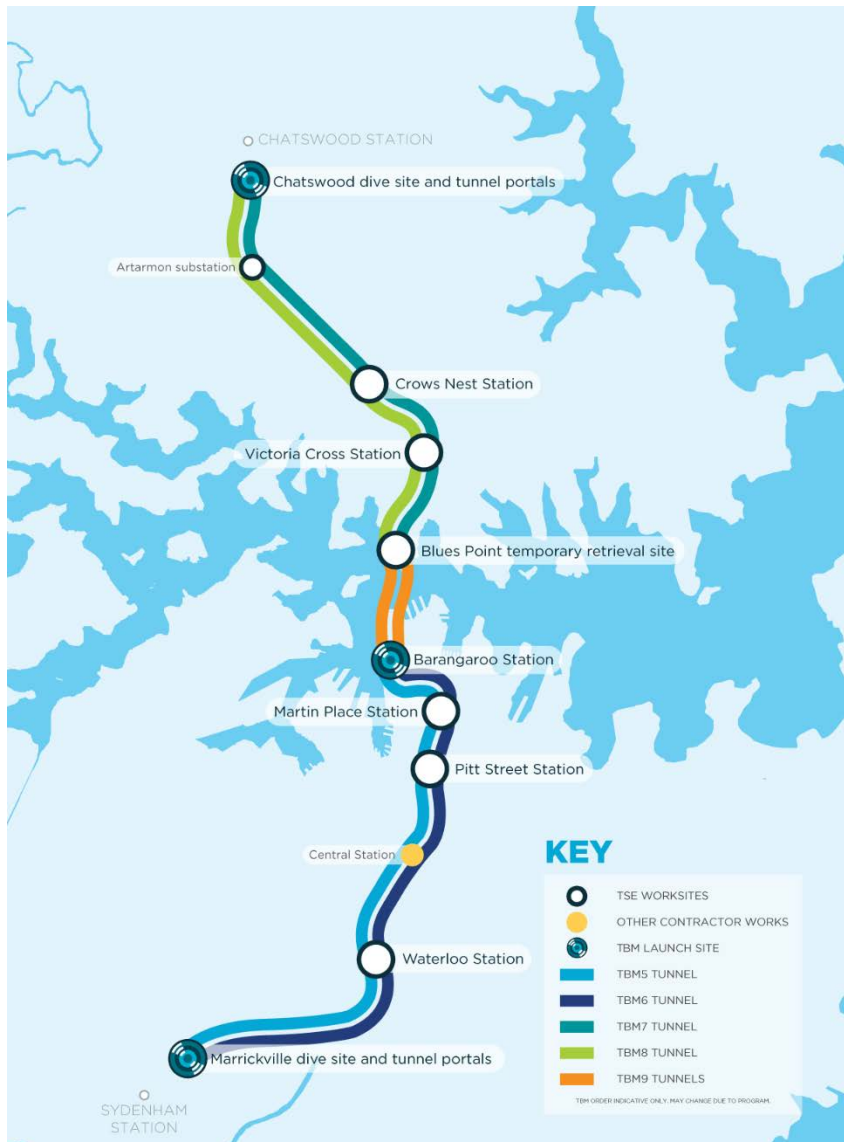 CHATSWOOD STATION
Chatswood dive site and tunnel portals
Artarmon substation
Crows Nest Station
Victoria Cross Station
Blues Point temporary retrieval site
Barangaroo Station
Martin Place Station
Pitt Street Station
Central Station
Waterloo Station
Marrickville dive site and tunnel portals
SYDENHAM
STATION
KEY
TSE WORKSITES
OTHER CONTRACTOR WORKS
TBM LAUNCH SITE
TBM5 TUNNEL
TBM6 TUNNEL
TBM7 TUNNEL
TBM8 TUNNEL
TBM9 TUNNELS
TBM ORDER INDICATIVE ONLY. MAY CHANGE DUE TO PROGRAM.